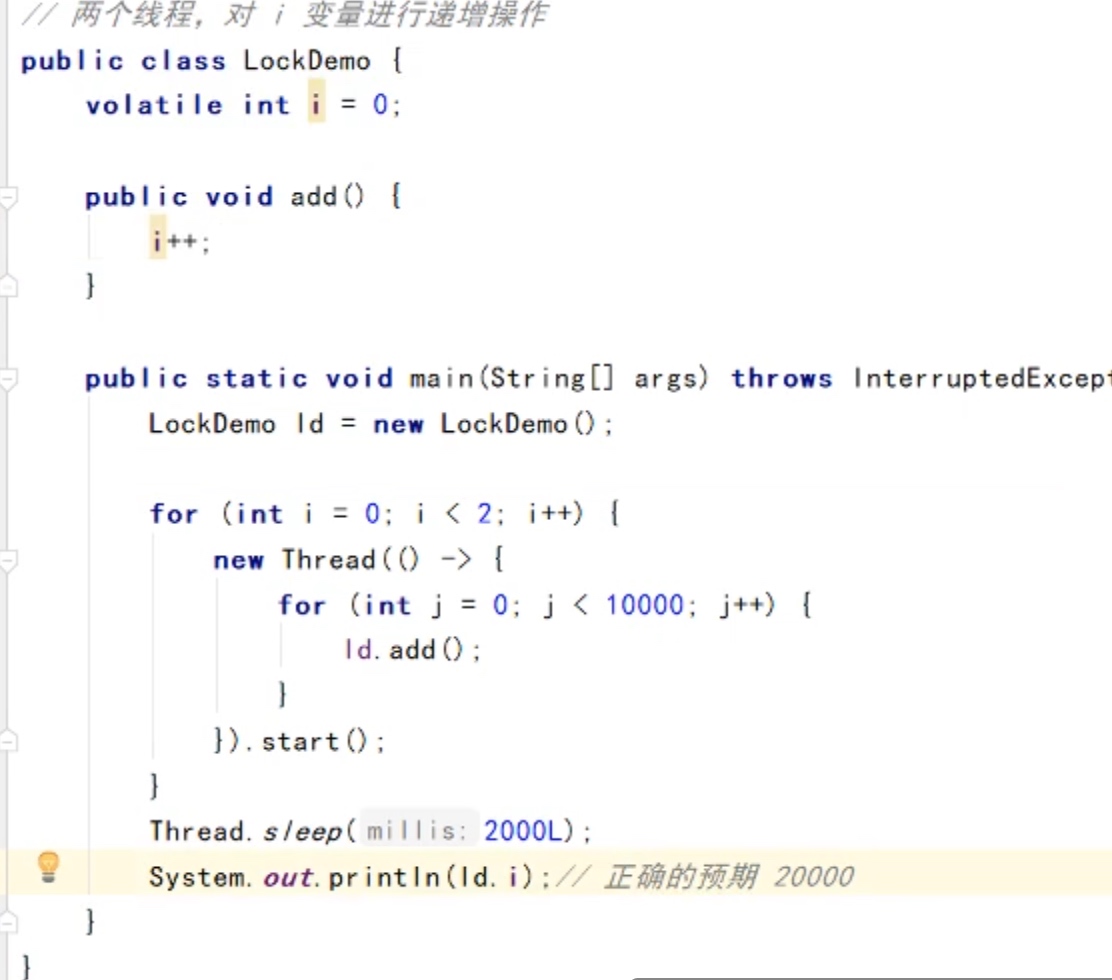 // 两个线程，对 i 变量进行递增操作
public class LockDemo {
volatile int i = 0;
public void add() {
i++;
}
public static void main(String[] args) throws InterruptedExcept
LockDemo ld = new LockDemo();
for (int i = 0; i < 2; i++) {
new Thread(() -> {
for (int j = 0; j < 10000; j++) {
ld.add();
}
}).start();
}
Thread.sleep( millis: 2000L);
System.out.println(ld.i);// 正确的预期 20000
}
}